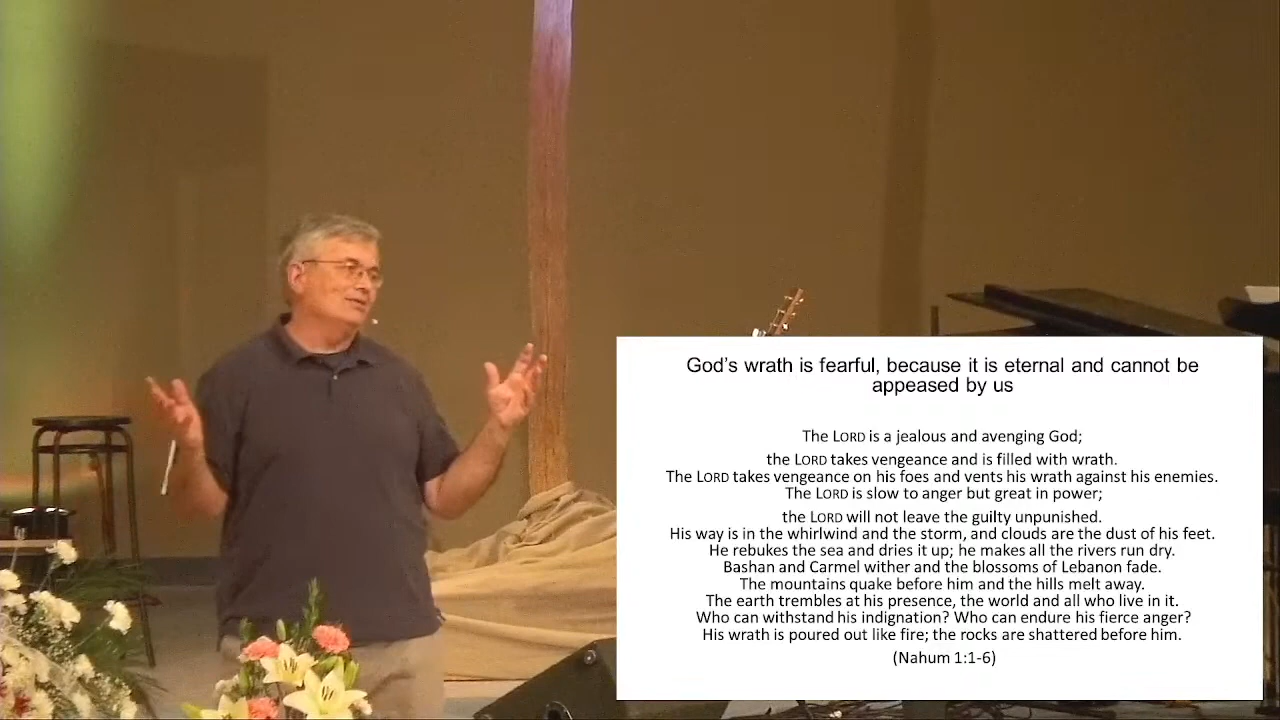 God's wrath is fearful, because it is eternal and cannot be
appeased by us
The LORD is a jealous and avenging God;
the LORD takes vengeance and is filled with wrath.
The LORD takes vengeance on his foes and vents his wrath against his enemies.
The LORD is slow to anger but great in power;
the LORD will not leave the guilty unpunished.
His way is in the whirlwind and the storm, and clouds are the dust of his feet.
He rebukes the sea and dries it up; he makes all the rivers run dry.
Bashan and Carmel wither and the blossoms of Lebanon fade.
The mountains quake before him and the hills melt away.
The earth trembles at his presence, the world and all who live in it.
Who can withstand his indignation? Who can endure his fierce anger?
His wrath is poured out like fire; the rocks are shattered before him.
(Nahum 1:1-6)